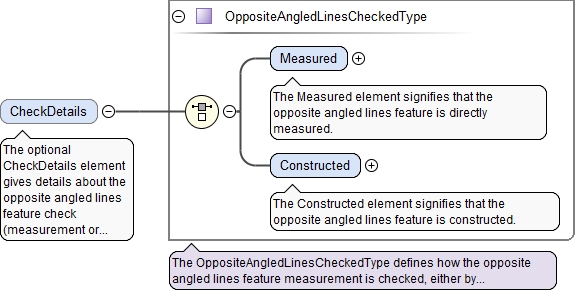 OppositeAngledLinesCheckedType
Measured
The Measured element signifies that the
opposite angled lines feature is directly
measured.
CheckDetails
The optional
CheckDetails element
gives details about the
opposite angled lines
feature check
(measurement or...
Constructed
The Constructed element signifies that the
opposite angled lines feature is constructed.
The OppositeAngledLinesCheckedType defines how the opposite
angled lines feature measurement is checked, either by...